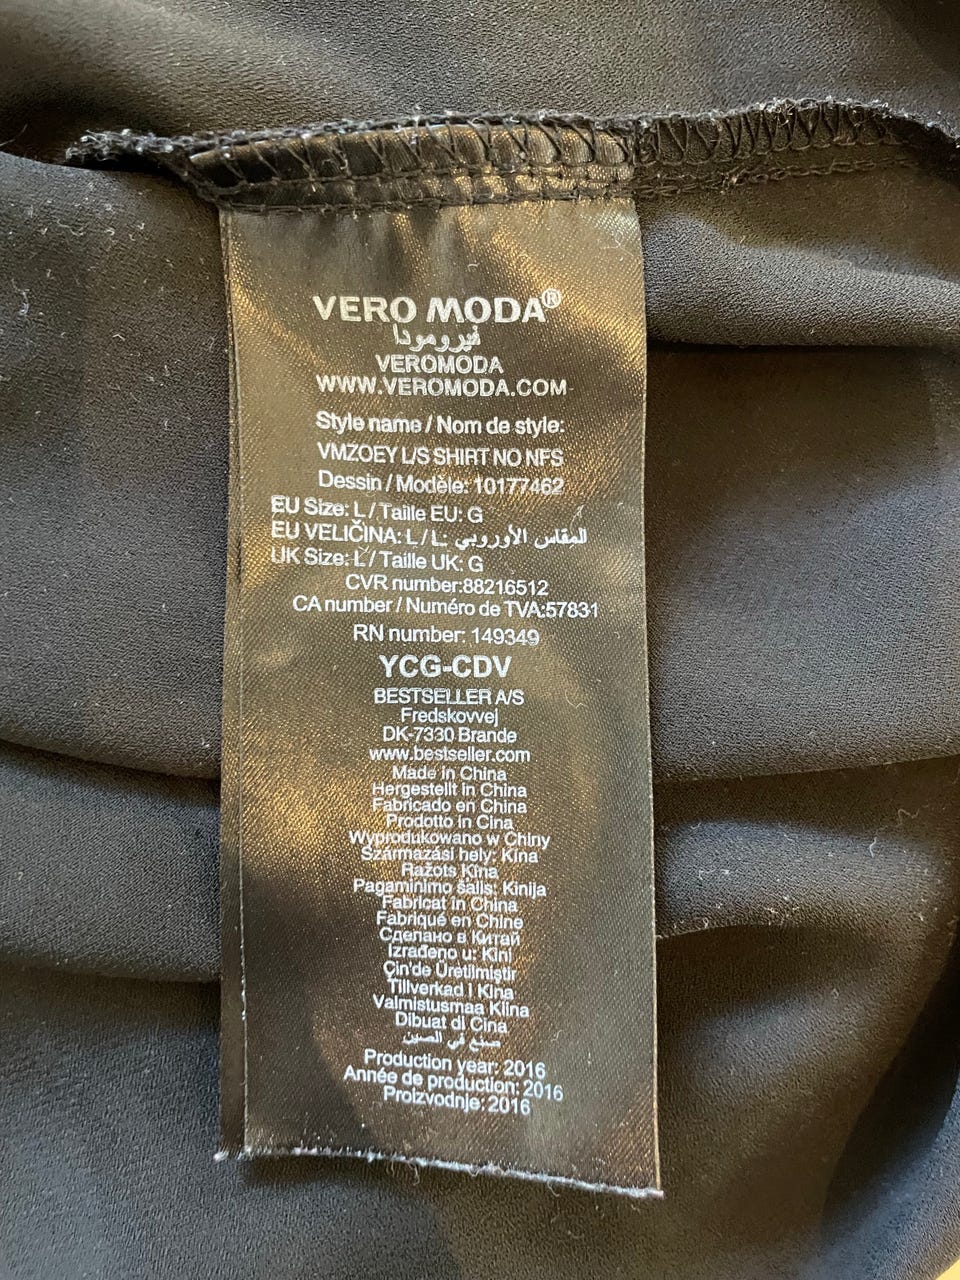 VERO MODA®
فيرومودا
VEROMODA
WWW.VEROMODA.COM
Style name / Nom de style:
VMZOEY L/S SHIRT NO NFS
Dessin / Modèle: 10177462
EU Size: L / Taille EU: G
EU VELIČINA: L / L: المقاس الأوروبي
UK Size: L / Taille UK: G
CVR number:88216512
CA number / Numéro de TVA:57831
RN number: 149349
YCG-CDV
BESTSELLER A/S
Fredskovvej
DK-7330 Brande
www.bestseller.com
Made in China
Hergestellt in China
Fabricado en China
Prodotto in Cina
Wyprodukowano w Chiny
Származási hely: Kína
Ražots Ķīna
Pagaminimo šalis: Kinija
Fabricat in China
Fabriqué en Chine
Сделано в Китай
Izrađeno u: Kini
Çin'de Üretilmiştir
Tillverkad i Kina
Valmistusmaa Kiina
Dibuat di Cina
صنع في الصين
Production year: 2016
Année de production: 2016
Proizvodnje: 2016